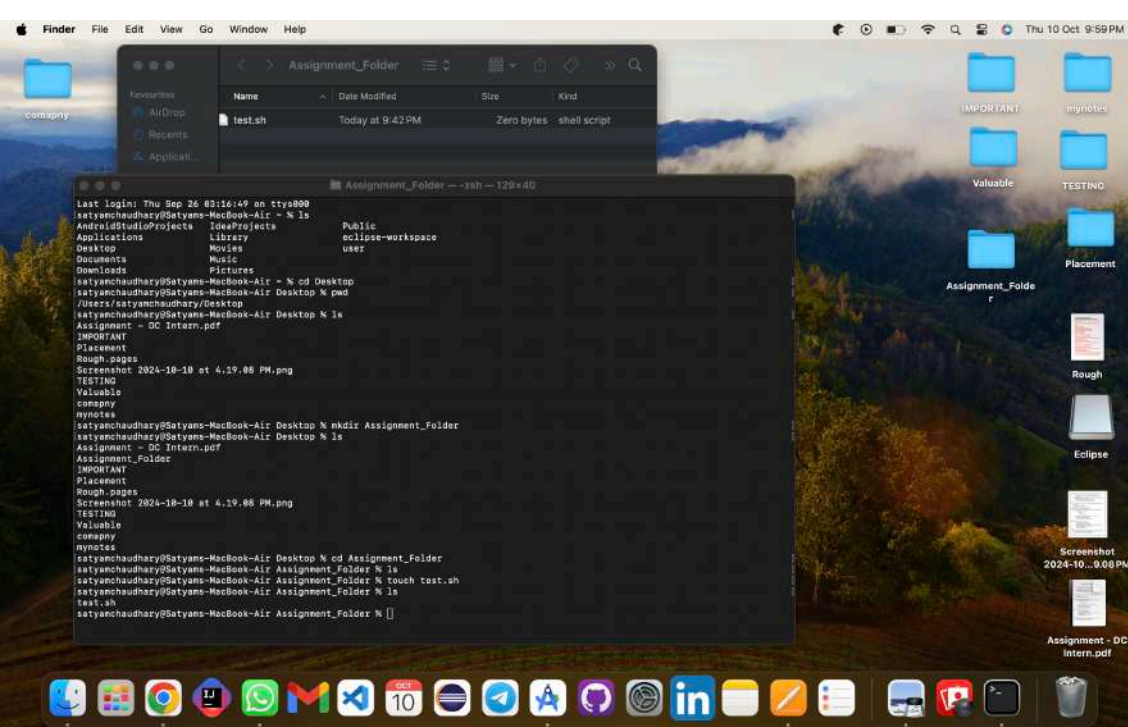 Finder File Edit View Go Window Help
Thu 10 Oct 9:59 PM
Assignment_Folder
Favourites
AirDrop
Recents
Applicati...
Name Date Modified Size Kind
test.sh Today at 9:42 PM Zero bytes shell script
comapny
IMPORTANT
mynotes
Valuable
TESTING
Assignment_Folde
r
Placement
Rough
Eclipse
Screenshot
2024-10...9.08 PM
Assignment - DC
Intern.pdf
Assignment_Folder — -zsh — 129×40
Last login: Thu Sep 26 03:16:49 on ttys000
satyamchaudhary@Satyams-MacBook-Air ~ % ls
AndroidStudioProjects IdeaProjects Public
Applications Library eclipse-workspace
Desktop Movies user
Documents Music
Downloads Pictures
satyamchaudhary@Satyams-MacBook-Air ~ % cd Desktop
satyamchaudhary@Satyams-MacBook-Air Desktop % pwd
/Users/satyamchaudhary/Desktop
satyamchaudhary@Satyams-MacBook-Air Desktop % ls
Assignment - DC Intern.pdf
IMPORTANT
Placement
Rough.pages
Screenshot 2024-10-10 at 4.19.08 PM.png
TESTING
Valuable
comapny
mynotes
satyamchaudhary@Satyams-MacBook-Air Desktop % mkdir Assignment_Folder
satyamchaudhary@Satyams-MacBook-Air Desktop % ls
Assignment - DC Intern.pdf
Assignment_Folder
IMPORTANT
Placement
Rough.pages
Screenshot 2024-10-10 at 4.19.08 PM.png
TESTING
Valuable
comapny
mynotes
satyamchaudhary@Satyams-MacBook-Air Desktop % cd Assignment_Folder
satyamchaudhary@Satyams-MacBook-Air Assignment_Folder % ls
satyamchaudhary@Satyams-MacBook-Air Assignment_Folder % touch test.sh
satyamchaudhary@Satyams-MacBook-Air Assignment_Folder % ls
test.sh
satyamchaudhary@Satyams-MacBook-Air Assignment_Folder %
OCT
10
IJ
in